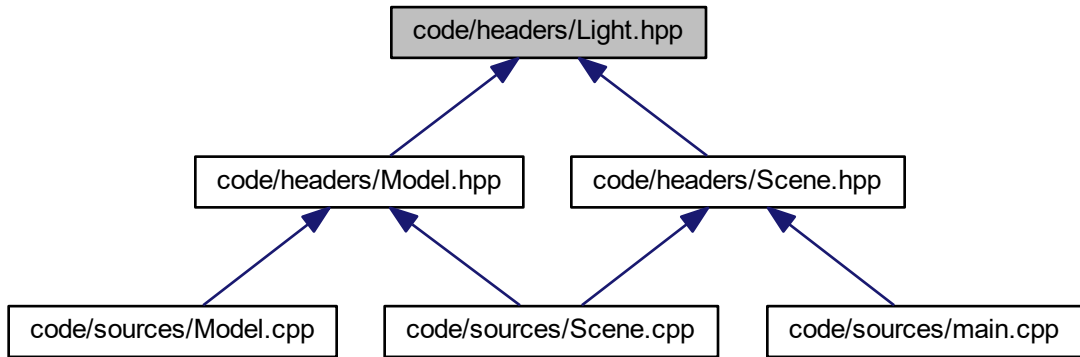 code/headers/Light.hpp
code/headers/Model.hpp
code/headers/Scene.hpp
code/sources/Model.cpp
code/sources/Scene.cpp
code/sources/main.cpp